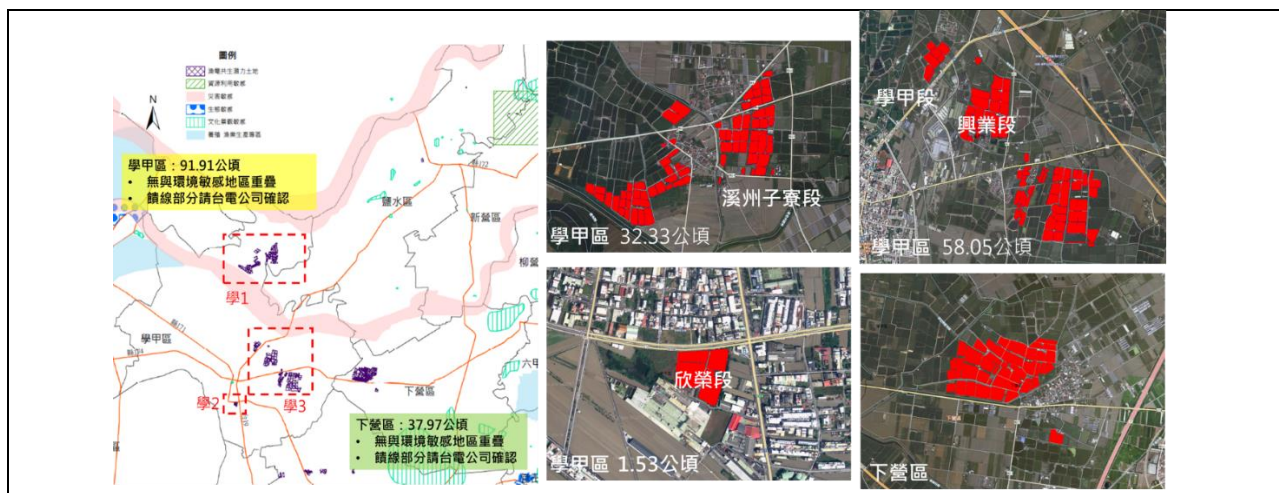 圖例
漁電共生潛力土地
資源利用敏感
災害敏感
生態敏感
文化景觀敏感
養殖漁業生產專區
N
學甲區：91.91公頃
• 無與環境敏感地區重疊
• 饋線部分請台電公司確認
鹽水區
新營區
柳營
學1
學甲區
學2
學3
下營區
六甲
下營區：37.97公頃
• 無與環境敏感地區重疊
• 饋線部分請台電公司確認
溪州子寮段
學甲區 32.33公頃
學甲段
興業段
學甲區 58.05公頃
欣榮段
學甲區 1.53公頃
下營區